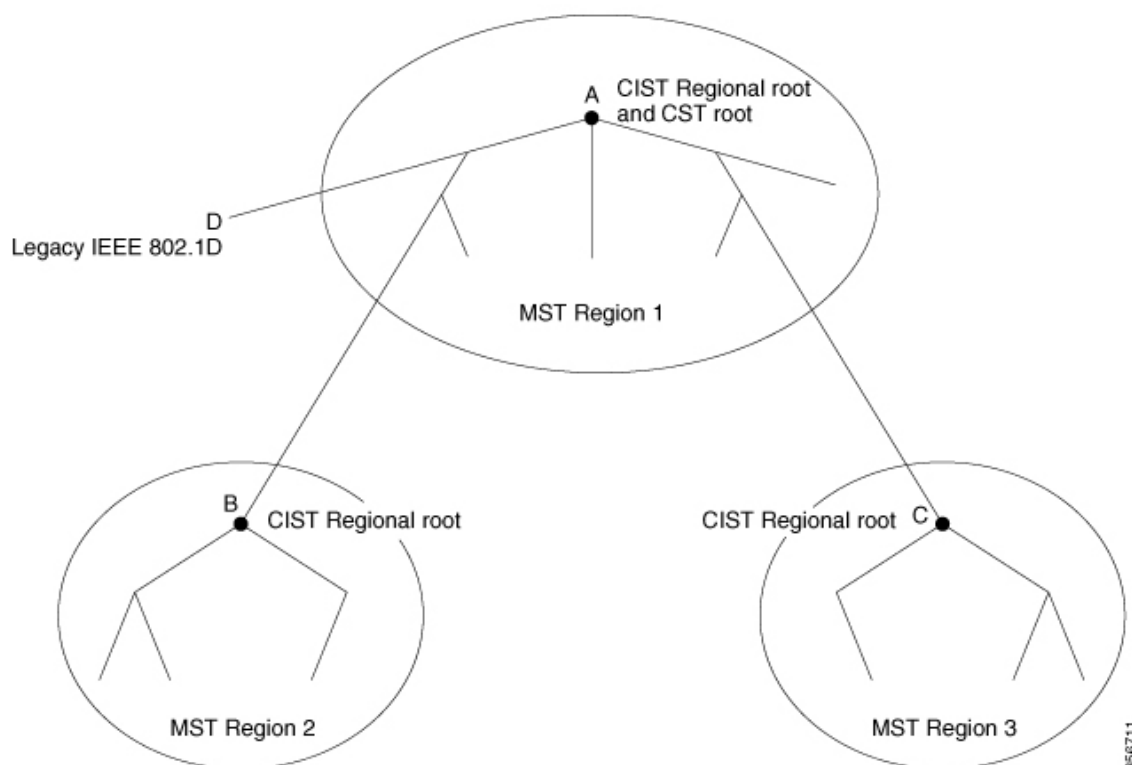 A
CIST Regional root
and CST root
D
Legacy IEEE 802.1D
MST Region 1
B
CIST Regional root
CIST Regional root
C
MST Region 2
MST Region 3